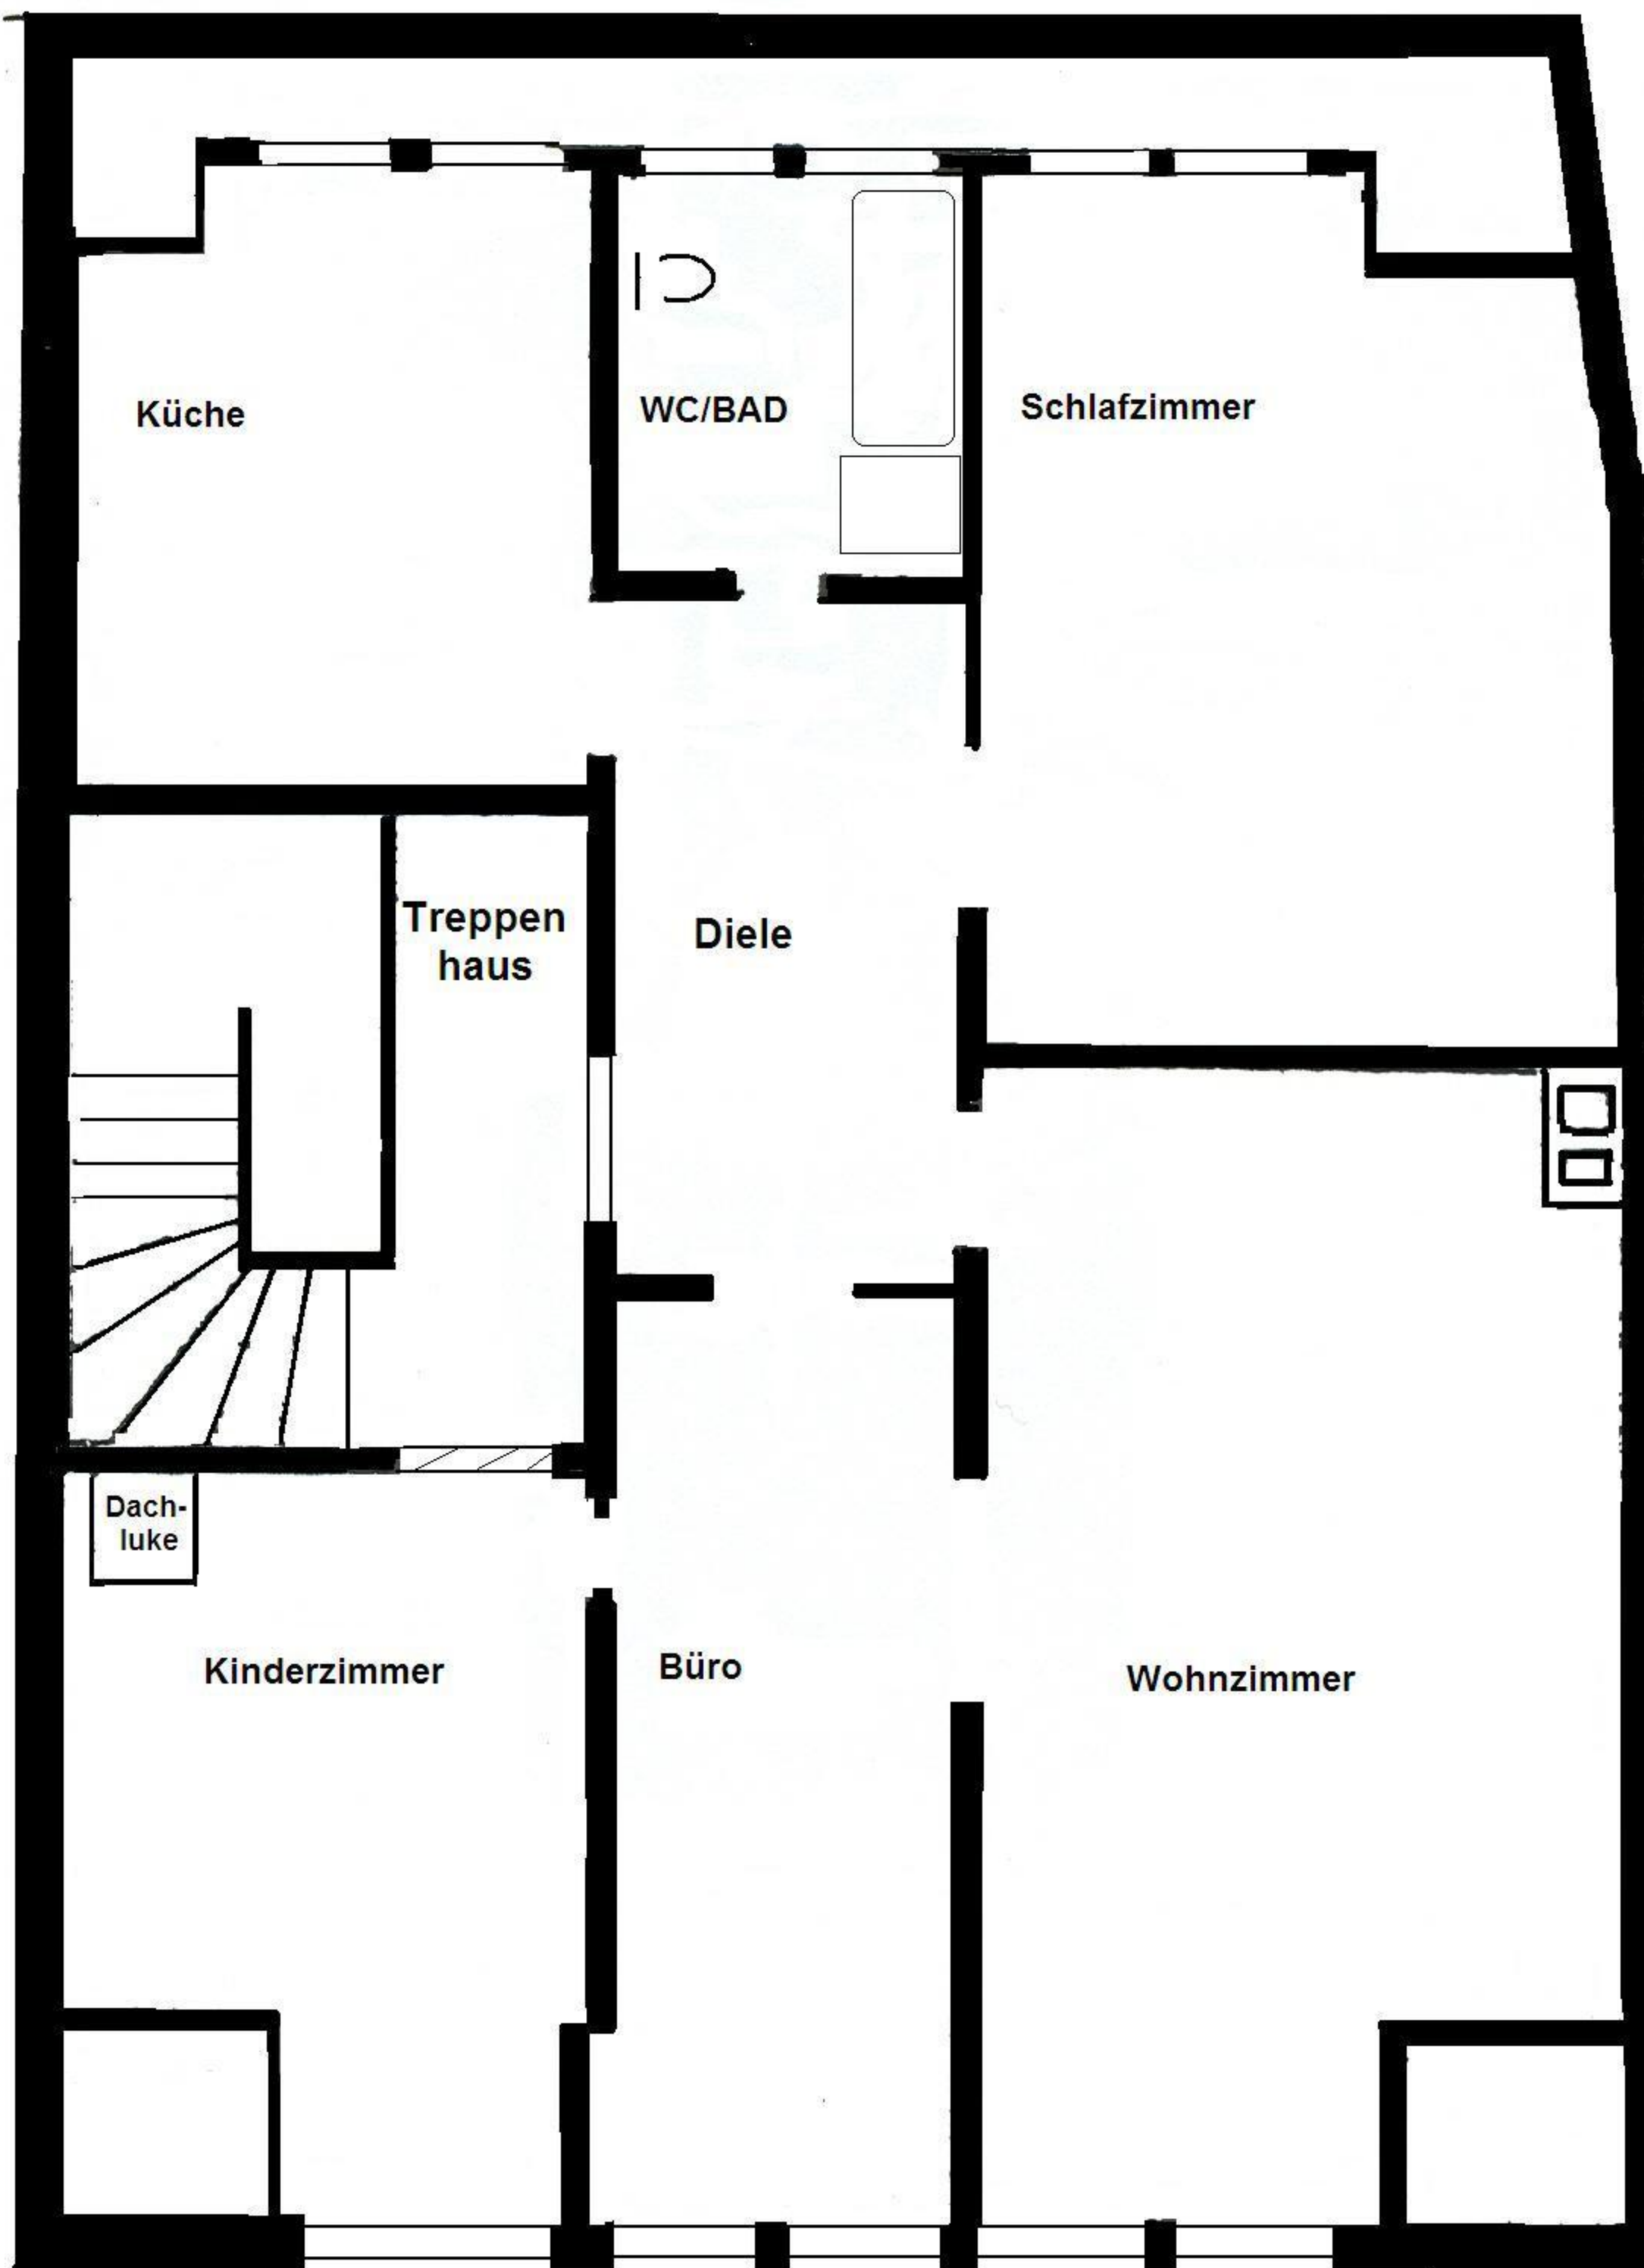 Küche
WC/BAD
Schlafzimmer
Treppen
haus
Diele
Dach-
luke
Kinderzimmer
Büro
Wohnzimmer